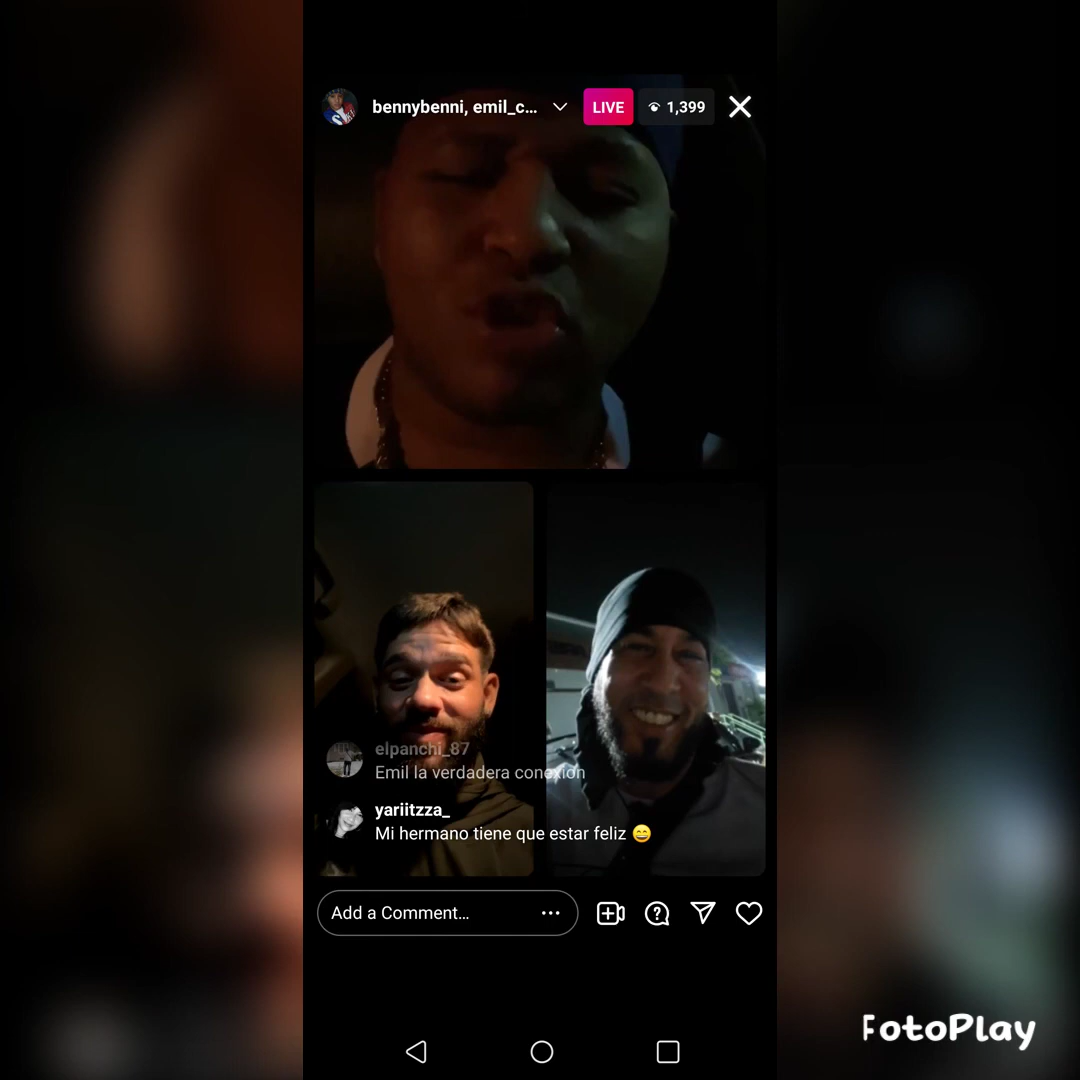 bennybenni, emil_c...
LIVE
1,399
elpanchi_87
Emil la verdadera conexion
yariitzza_
Mi hermano tiene que estar feliz 😄
Add a Comment...
FotoPlay